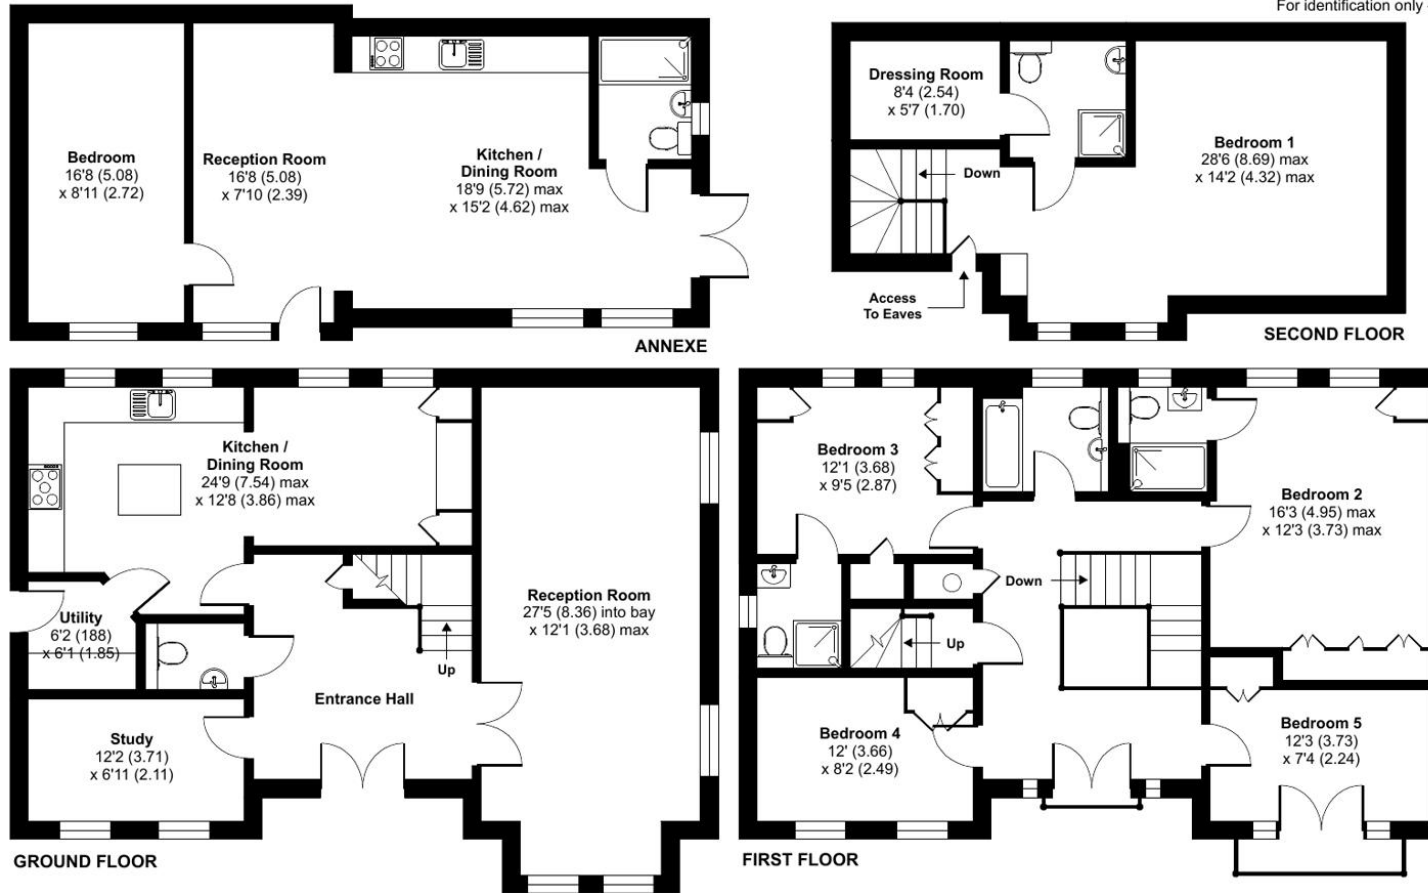 For identification only
Bedroom
16'8 (5.08)
x 8'11 (2.72)
Reception Room
16'8 (5.08)
x 7'10 (2.39)
Kitchen /
Dining Room
18'9 (5.72) max
x 15'2 (4.62) max
ANNEXE
Dressing Room
8'4 (2.54)
x 5'7 (1.70)
Down
Bedroom 1
28'6 (8.69) max
x 14'2 (4.32) max
Access
To Eaves
SECOND FLOOR
Kitchen /
Dining Room
24'9 (7.54) max
x 12'8 (3.86) max
Utility
6'2 (188)
x 6'1 (1.85)
Up
Entrance Hall
Study
12'2 (3.71)
x 6'11 (2.11)
Reception Room
27'5 (8.36) into bay
x 12'1 (3.68) max
GROUND FLOOR
Bedroom 3
12'1 (3.68)
x 9'5 (2.87)
Bedroom 2
16'3 (4.95) max
x 12'3 (3.73) max
Down
Up
Bedroom 4
12' (3.66)
x 8'2 (2.49)
Bedroom 5
12'3 (3.73)
x 7'4 (2.24)
FIRST FLOOR